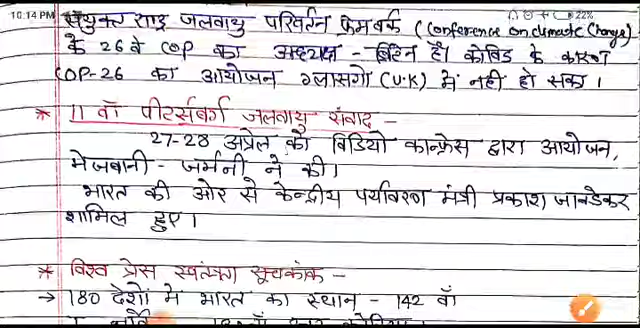 10:14 PM 22%
संयुक्त राष्ट्र जलवायु परिवर्तन फ्रेमवर्क (Conference on climate Change)
के 26 वे COP का अध्यक्ष - ब्रिटेन है। कोविड के कारण
COP-26 का आयोजन ग्लासगो (U.K) में नही हो सका।
* 11 वाँ पीटर्सबर्ग जलवायु संवाद -
27-28 अप्रेल को विडियो कान्फ्रेस द्वारा आयोजन,
मेजबानी - जर्मनी ने की।
भारत की ओर से केन्द्रीय पर्यावरण मंत्री प्रकाश जावडेकर
शामिल हुए।
* विश्व प्रेस स्वतंत्रता सूचकांक -
→ 180 देशों में भारत का स्थान - 142 वाँ